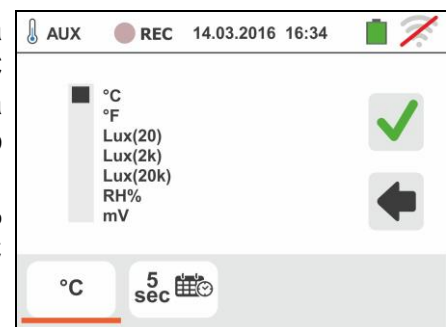 AUX REC 14.03.2016 16:34
°C
°F
Lux(20)
Lux(2k)
Lux(20k)
RH%
mV
°C 5 sec